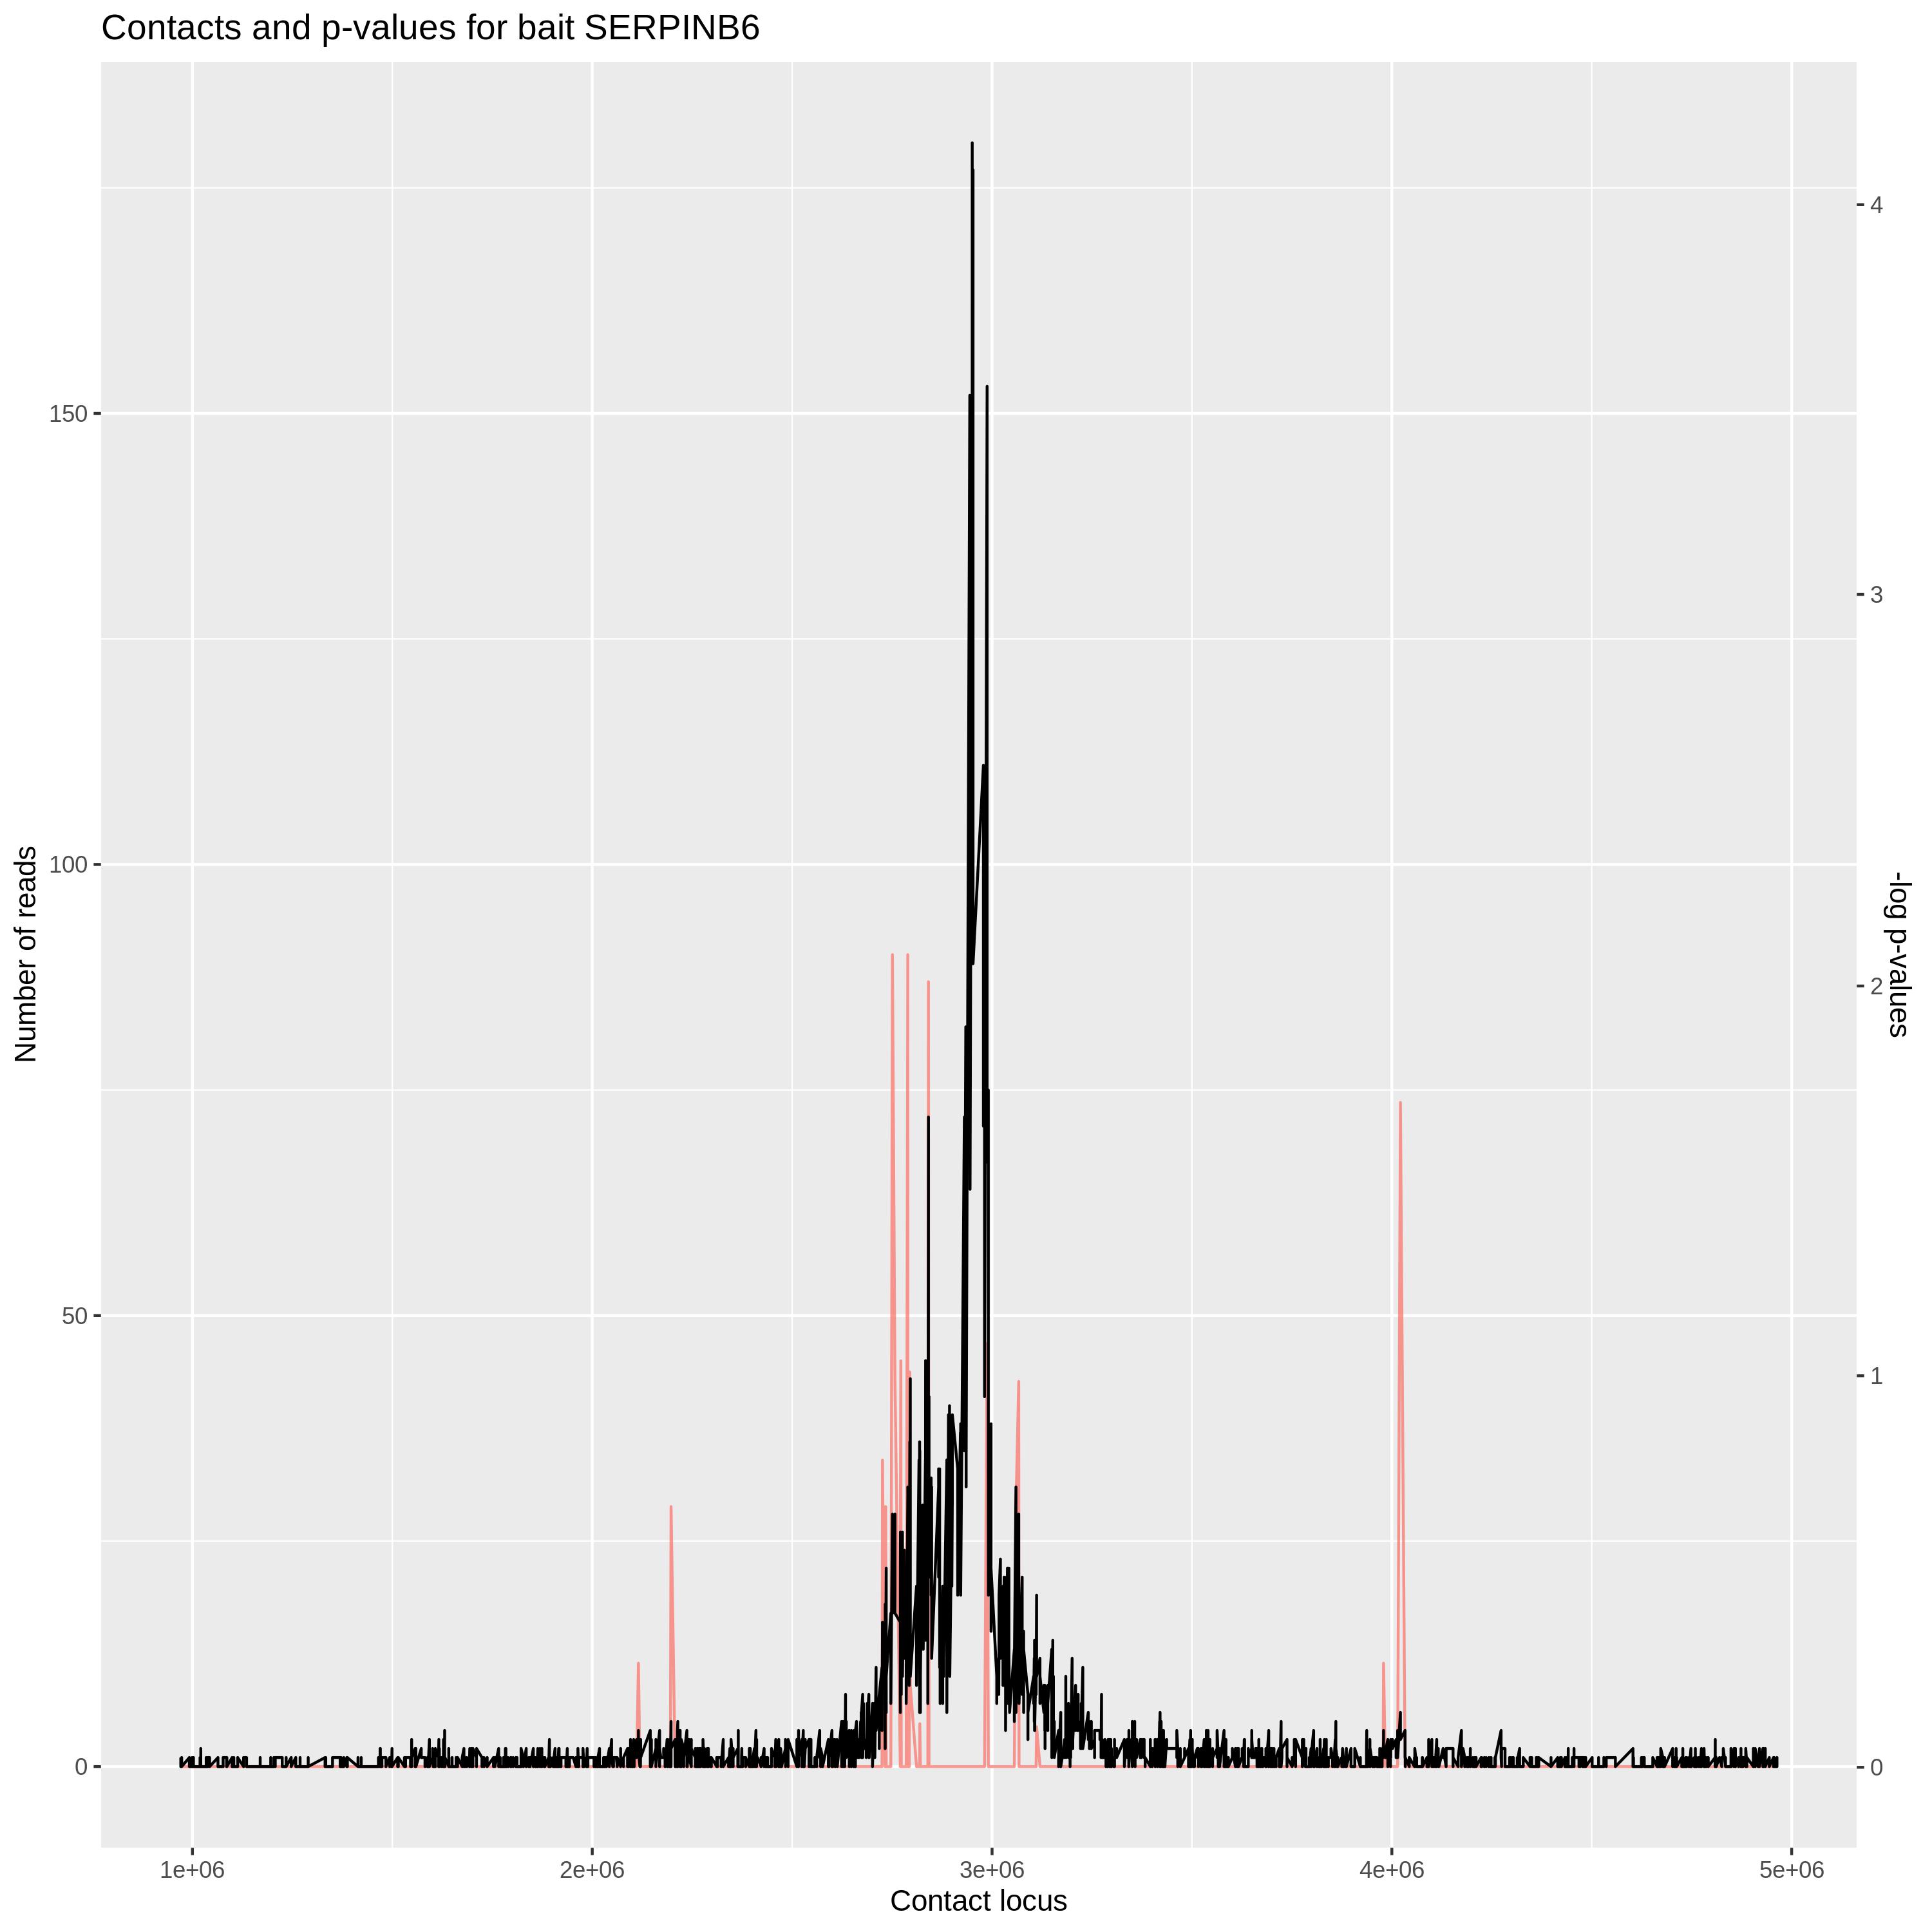 Contacts and p-values for bait SERPINB6
Number of reads
150
100
50
0
4
3
2
1
0
-log p-values
1e+06
2e+06
3e+06
4e+06
5e+06
Contact locus